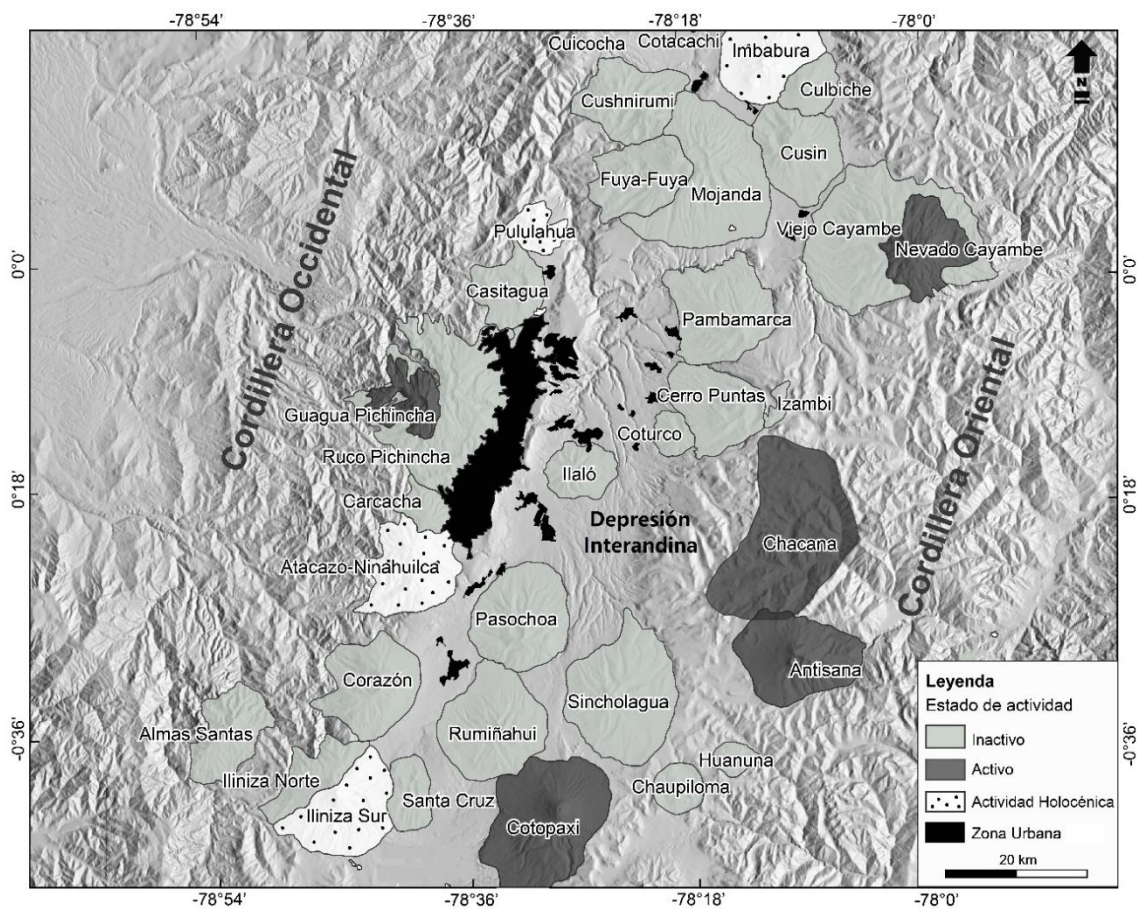 -78°54'
-78°36'
-78°18'
-78°0'
Cuicocha
Cotacachi
Imbabura
N
Culbiche
Cushnirumi
Cusin
Fuya-Fuya
Mojanda
Viejo Cayambe
Nevado Cayambe
Pululahua
0°0'
0°0'
Casitagua
Pambamarca
Cordillera Occidental
Cordillera Oriental
Guagua Pichincha
Cerro Puntas
Izambi
Coturco
Ruco Pichincha
Ilaló
Carcacha
0°18'
0°18'
Depresión
Interandina
Chacana
Atacazo-Ninahuilca
Pasochoa
Antisana
Corazón
Sincholagua
Almas Santas
Rumiñahui
-0°36'
-0°36'
Iliniza Norte
Huanuna
Chaupiloma
Santa Cruz
Iliniza Sur
Cotopaxi
Leyenda
Estado de actividad
Inactivo
Activo
Actividad Holocénica
Zona Urbana
20 km
-78°54'
-78°36'
-78°18'
-78°0'